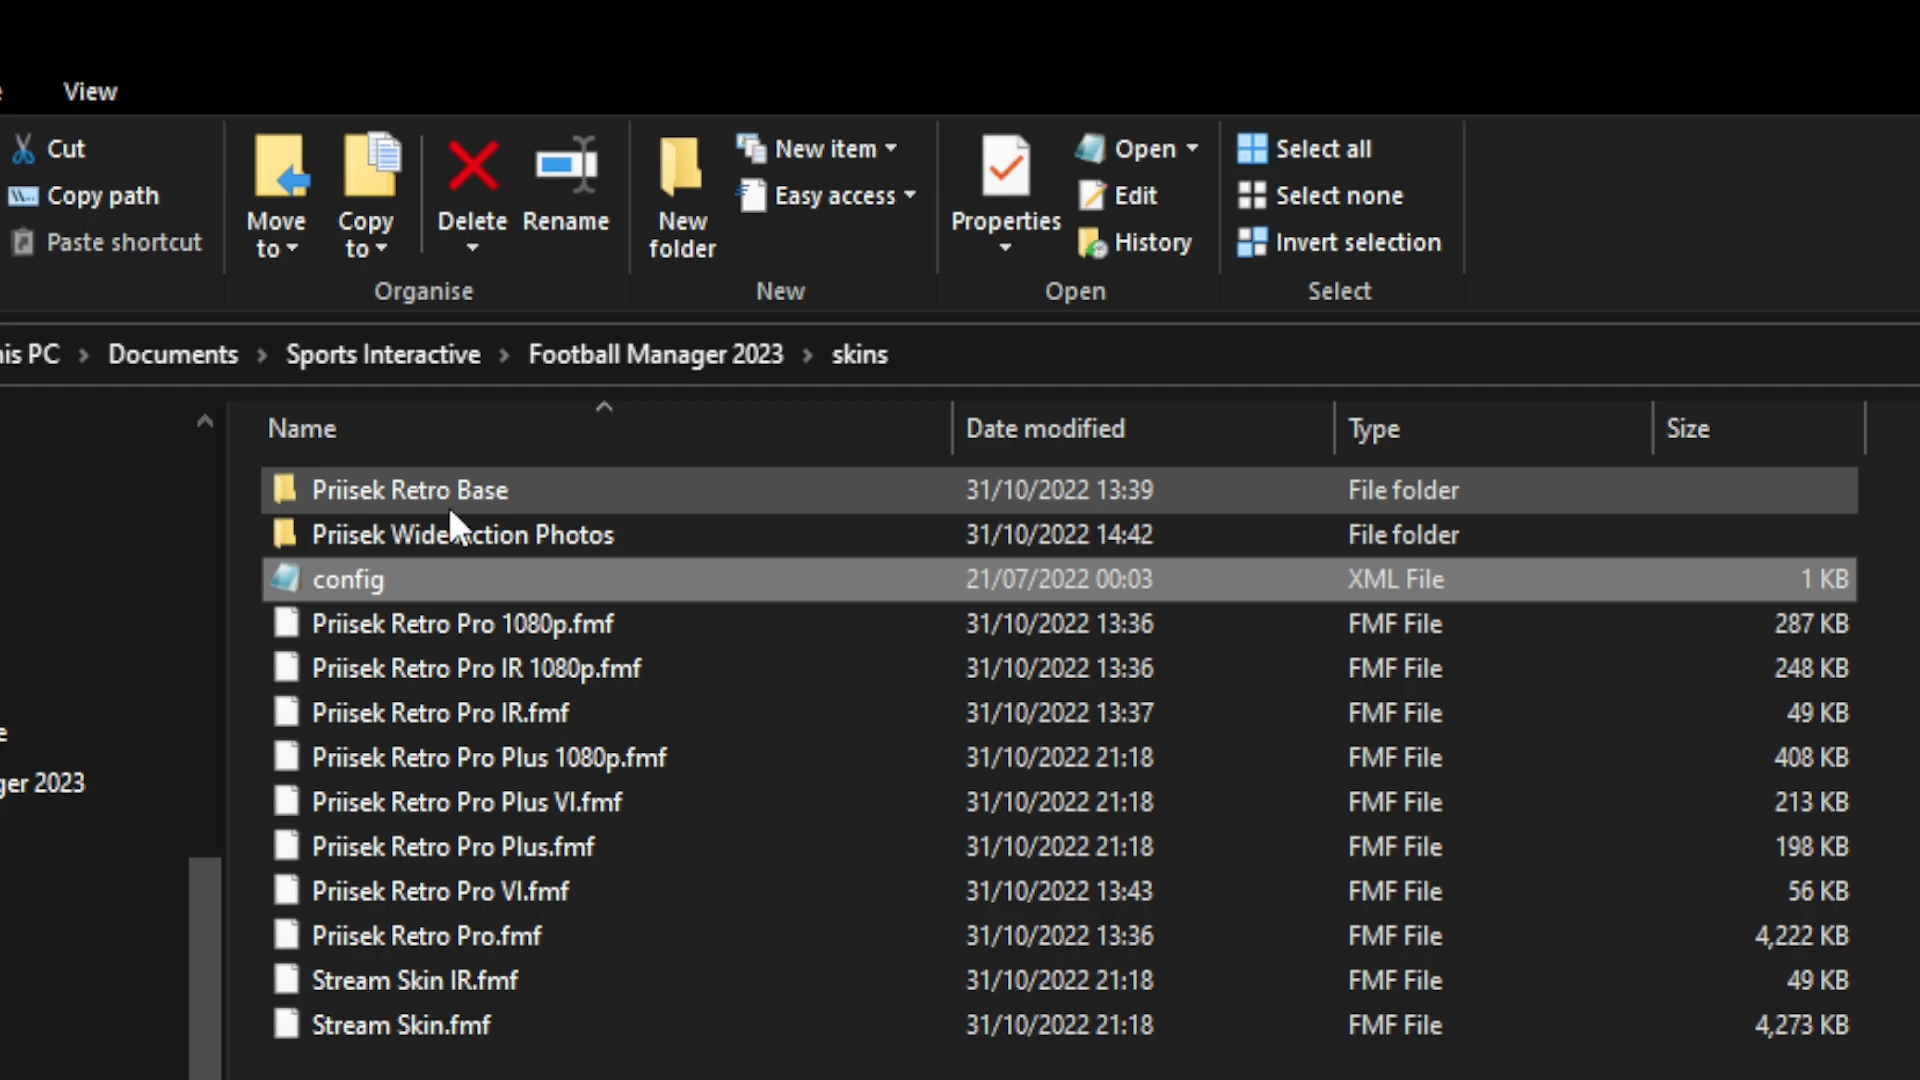 View
Cut
Copy path
Paste shortcut
Move to
Copy to
Delete
Rename
New folder
New item
Easy access
Properties
Open
Edit
History
Select all
Select none
Invert selection
Organise
New
Open
Select
his PC > Documents > Sports Interactive > Football Manager 2023 > skins
ger 2023
Name Date modified Type Size
Priisek Retro Base 31/10/2022 13:39 File folder
Priisek Wide ction Photos 31/10/2022 14:42 File folder
config 21/07/2022 00:03 XML File 1 KB
Priisek Retro Pro 1080p.fmf 31/10/2022 13:36 FMF File 287 KB
Priisek Retro Pro IR 1080p.fmf 31/10/2022 13:36 FMF File 248 KB
Priisek Retro Pro IR.fmf 31/10/2022 13:37 FMF File 49 KB
Priisek Retro Pro Plus 1080p.fmf 31/10/2022 21:18 FMF File 408 KB
Priisek Retro Pro Plus VI.fmf 31/10/2022 21:18 FMF File 213 KB
Priisek Retro Pro Plus.fmf 31/10/2022 21:18 FMF File 198 KB
Priisek Retro Pro VI.fmf 31/10/2022 13:43 FMF File 56 KB
Priisek Retro Pro.fmf 31/10/2022 13:36 FMF File 4,222 KB
Stream Skin IR.fmf 31/10/2022 21:18 FMF File 49 KB
Stream Skin.fmf 31/10/2022 21:18 FMF File 4,273 KB